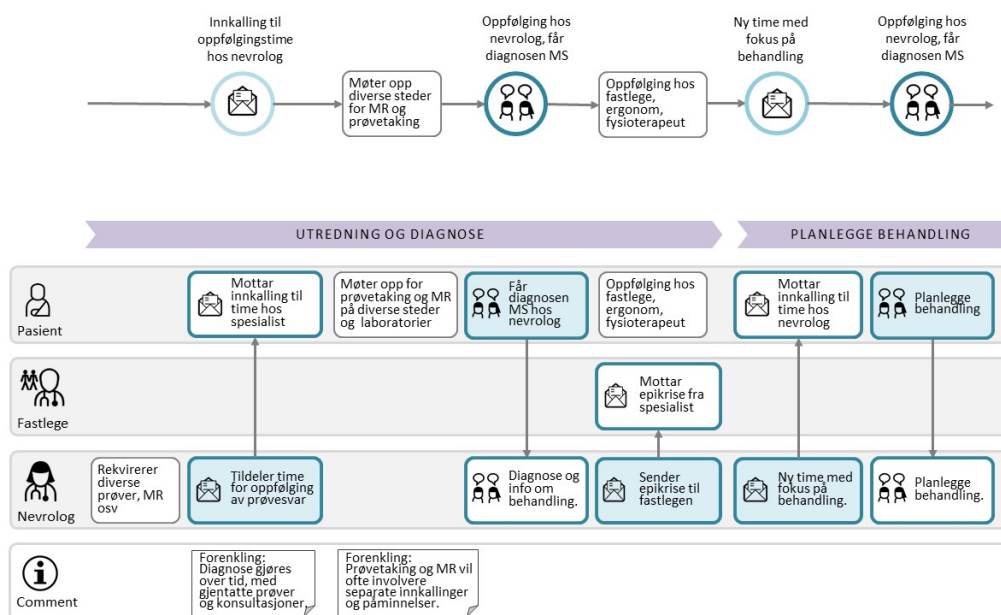 Innkalling til
oppfølgingstime
hos nevrolog
Møter opp
diverse steder
for MR og
prøvetaking
Oppfølging hos
nevrolog, får
diagnosen MS
Oppfølging hos
fastlege,
ergonom,
fysioterapeut
Ny time med
fokus på
behandling
Oppfølging hos
nevrolog, får
diagnosen MS
UTREDNING OG DIAGNOSE
PLANLEGGE BEHANDLING
Pasient
Mottar
innkalling til
time hos
spesialist
Møter opp for
prøvetaking og MR
på diverse steder
og laboratorier
Får
diagnosen
MS hos
nevrolog
Oppfølging hos
fastlege,
ergonom,
fysioterapeut
Mottar
innkalling til
time hos
nevrolog
Planlegge
behandling
Fastlege
Mottar
epikrise fra
spesialist
Nevrolog
Rekvirerer
diverse
prøver, MR
osv
Tildeler time
for oppfølging
av prøvesvar
Diagnose og
info om
behandling.
Sender
epikrise til
fastlegen
Ny time med
fokus på
behandling.
Planlegge
behandling.
Comment
Forenkling:
Diagnose gjøres
over tid, med
gjentatte prøver
og konsultasjoner.
Forenkling:
Prøvetaking og MR vil
ofte involvere
separate innkallinger
og påminnelser.